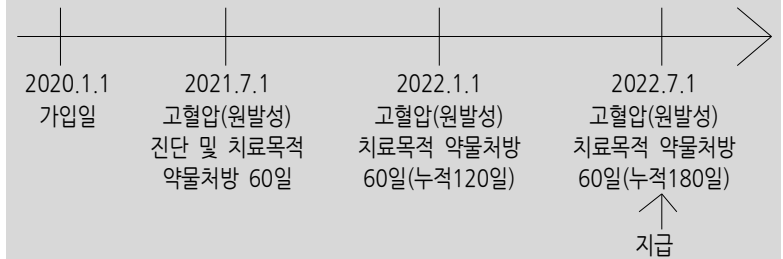 2020.1.1
가입일
2021.7.1
고혈압(원발성)
진단 및 치료목적
약물처방 60일
2022.1.1
고혈압(원발성)
치료목적 약물처방
60일(누적120일)
2022.7.1
고혈압(원발성)
치료목적 약물처방
60일(누적180일)
지급